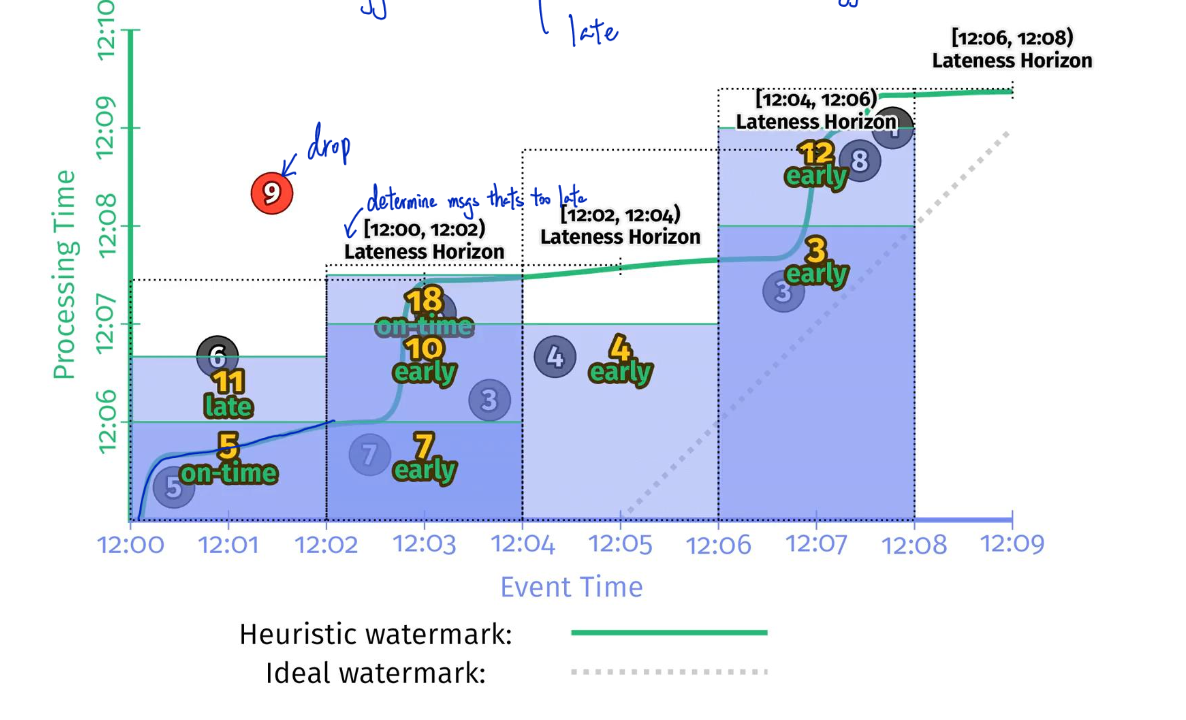 late
12:10
[12:06, 12:08)
Lateness Horizon
[12:04, 12:06)
Lateness Horizon
12:09
drop
12
8
early
9
determine msgs thats too late
12:08
[12:02, 12:04)
Lateness Horizon
[12:00, 12:02)
Lateness Horizon
3
early
3
Processing Time
18
on-time
12:07
6
10
early
4
4
early
11
late
3
12:06
5
on-time
5
7
7
early
12:00 12:01 12:02 12:03 12:04 12:05 12:06 12:07 12:08 12:09
Event Time
Heuristic watermark:
Ideal watermark: